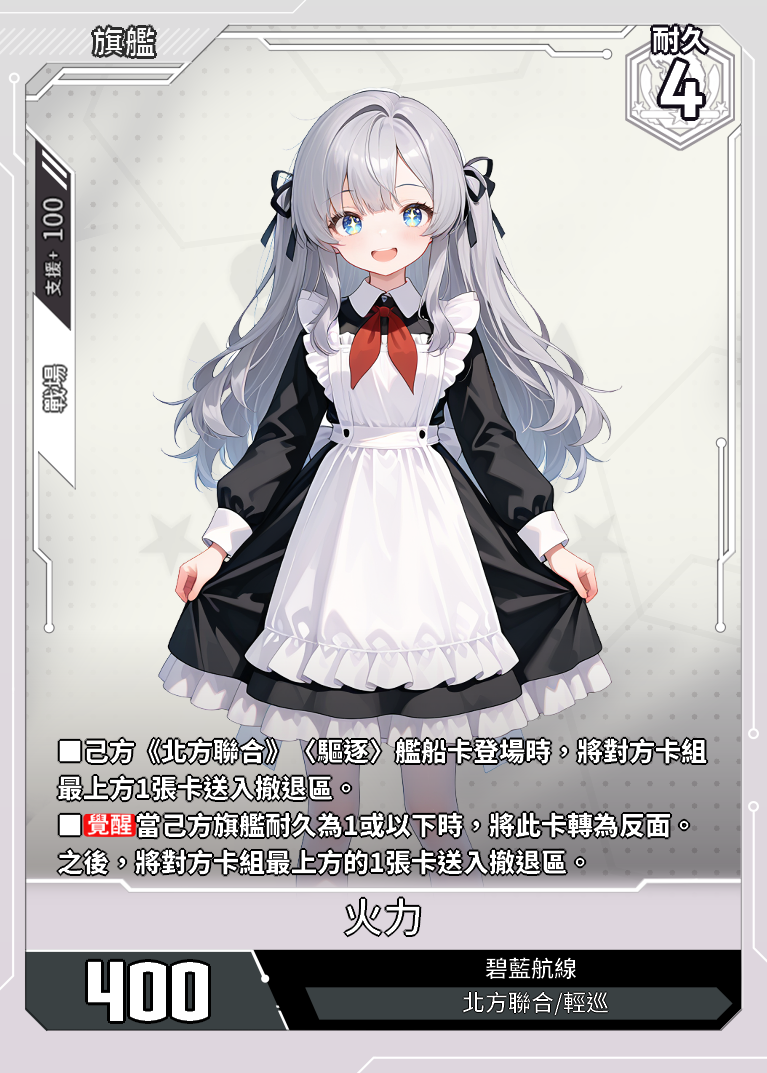 旗艦
耐久
4
支援+ 100
戰場
■己方《北方聯合》〈驅逐〉艦船卡登場時，將對方卡組
最上方1張卡送入撤退區。
■覺醒當己方旗艦耐久為1或以下時，將此卡轉為反面。
之後，將對方卡組最上方的1張卡送入撤退區。
火力
400
碧藍航線
北方聯合/輕巡